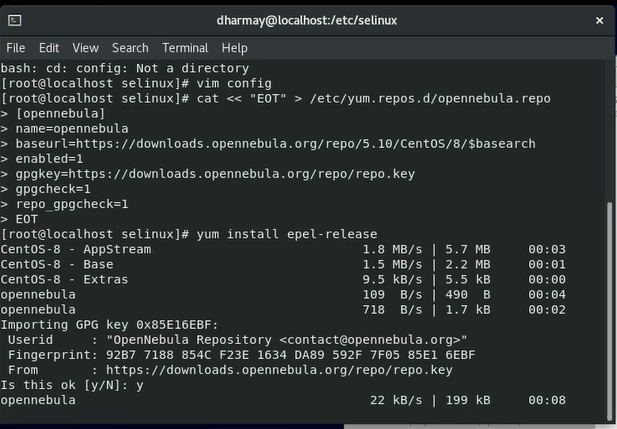 dharmay@localhost:/etc/selinux
×
File Edit View Search Terminal Help
bash: cd: config: Not a directory
[root@localhost selinux]# vim config
[root@localhost selinux]# cat << "EOT" > /etc/yum.repos.d/opennebula.repo
> [opennebula]
> name=opennebula
> baseurl=https://downloads.opennebula.org/repo/5.10/CentOS/8/$basearch
> enabled=1
> gpgkey=https://downloads.opennebula.org/repo/repo.key
> gpgcheck=1
> repo_gpgcheck=1
> EOT
[root@localhost selinux]# yum install epel-release
CentOS-8 - AppStream 1.8 MB/s | 5.7 MB 00:03
CentOS-8 - Base 1.5 MB/s | 2.2 MB 00:01
CentOS-8 - Extras 9.5 kB/s | 5.5 kB 00:00
opennebula 109 B/s | 490 B 00:04
opennebula 718 B/s | 1.7 kB 00:02
Importing GPG key 0x85E16EBF:
Userid : "OpenNebula Repository <contact@opennebula.org>"
Fingerprint: 92B7 7188 854C F23E 1634 DA89 592F 7F05 85E1 6EBF
From : https://downloads.opennebula.org/repo/repo.key
Is this ok [y/N]: y
opennebula 22 kB/s | 199 kB 00:08